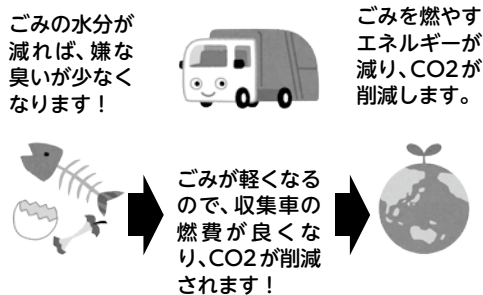 ごみの水分が
減れば、嫌な
臭いが少なく
なります！
ごみが軽くなる
ので、収集車の
燃費が良くな
り、CO2が削減
されます！
ごみを燃やす
エネルギーが
減り、CO2が
削減します。